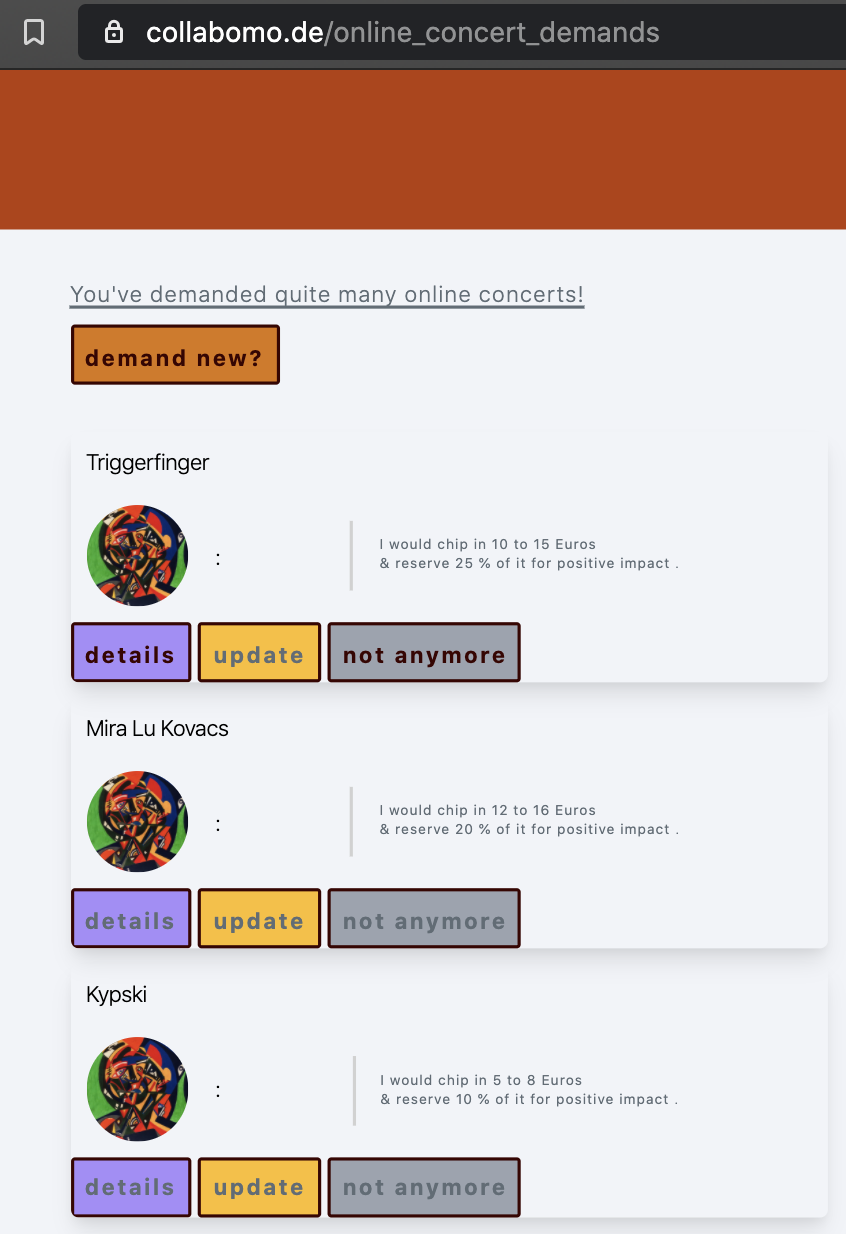 collabomo.de/online_concert_demands
You've demanded quite many online concerts!
demand new?
Triggerfinger
:
I would chip in 10 to 15 Euros
& reserve 25 % of it for positive impact .
details update not anymore
Mira Lu Kovacs
:
I would chip in 12 to 16 Euros
& reserve 20 % of it for positive impact .
details update not anymore
Kypski
:
I would chip in 5 to 8 Euros
& reserve 10 % of it for positive impact .
details update not anymore